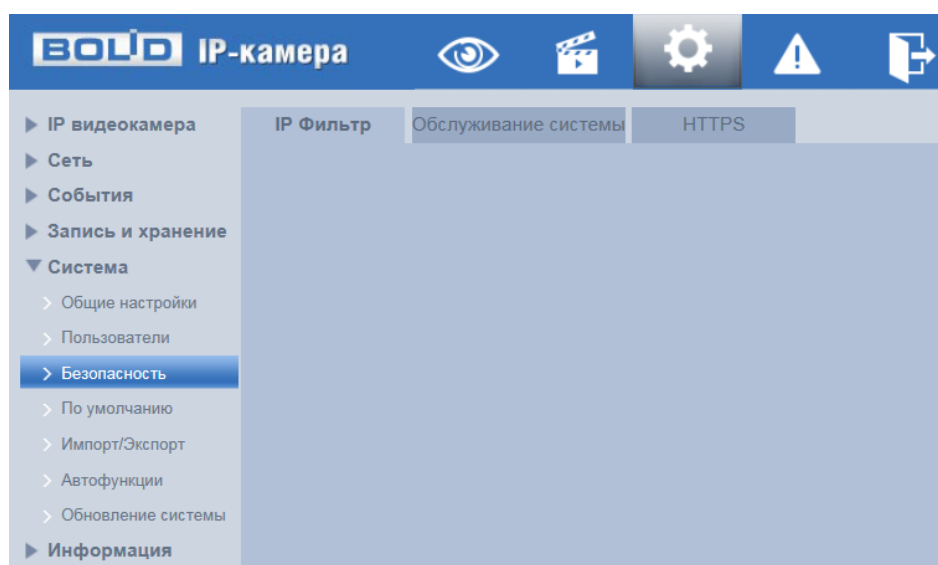 BOLID IP-камера
IP видеокамера
Сеть
События
Запись и хранение
Система
Общие настройки
Пользователи
Безопасность
По умолчанию
Импорт/Экспорт
Автофункции
Обновление системы
Информация
IP Фильтр
Обслуживание системы
HTTPS